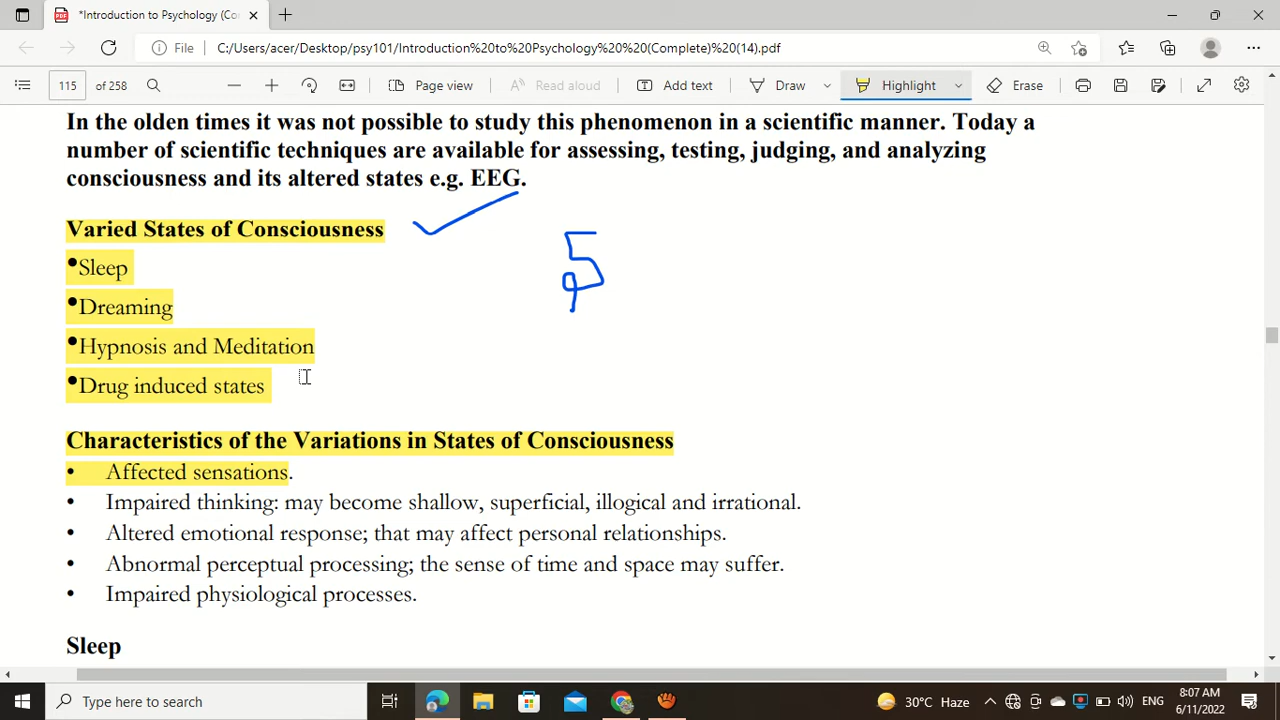 *Introduction to Psychology (Co
File
C:/Users/acer/Desktop/psy101/Introduction%20to%20Psychology%20%20(Complete)%20(14).pdf
115 of 258
Page view
Read aloud
Add text
Draw
Highlight
Erase
In the olden times it was not possible to study this phenomenon in a scientific manner. Today a
number of scientific techniques are available for assessing, testing, judging, and analyzing
consciousness and its altered states e.g. EEG.
Varied States of Consciousness
•Sleep
•Dreaming
•Hypnosis and Meditation
•Drug induced states
Characteristics of the Variations in States of Consciousness
• Affected sensations.
• Impaired thinking: may become shallow, superficial, illogical and irrational.
• Altered emotional response; that may affect personal relationships.
• Abnormal perceptual processing; the sense of time and space may suffer.
• Impaired physiological processes.
Sleep
Type here to search
30°C Haze
ENG
8:07 AM
6/11/2022